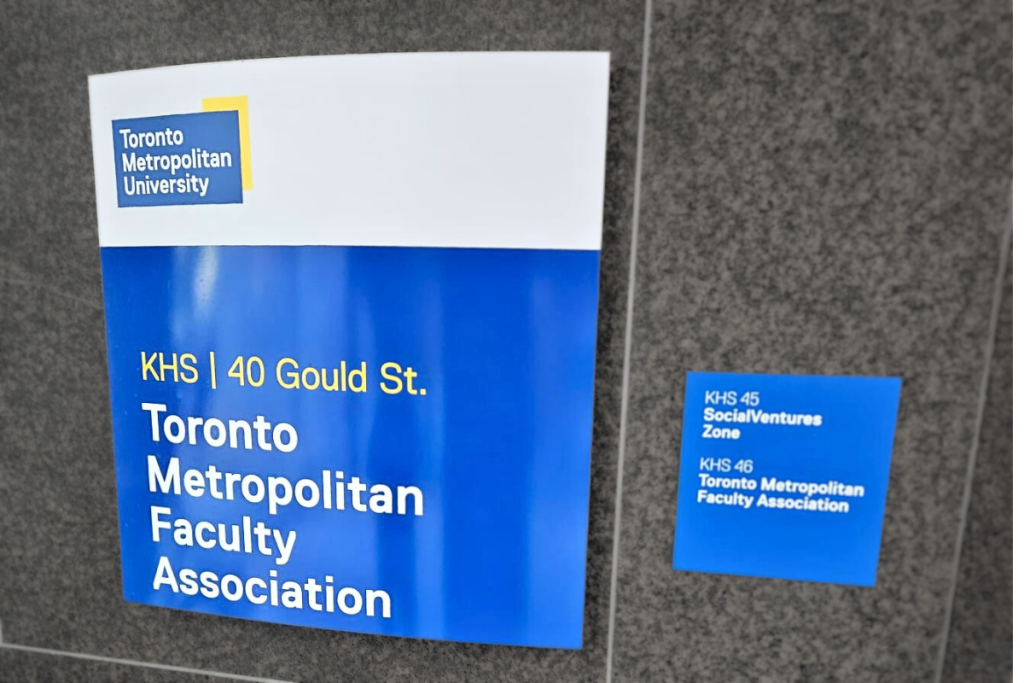 Toronto
Metropolitan
University
KHS | 40 Gould St.
Toronto
Metropolitan
Faculty
Association
KHS 45
SocialVentures
Zone
KHS 46
Toronto Metropolitan
Faculty Association